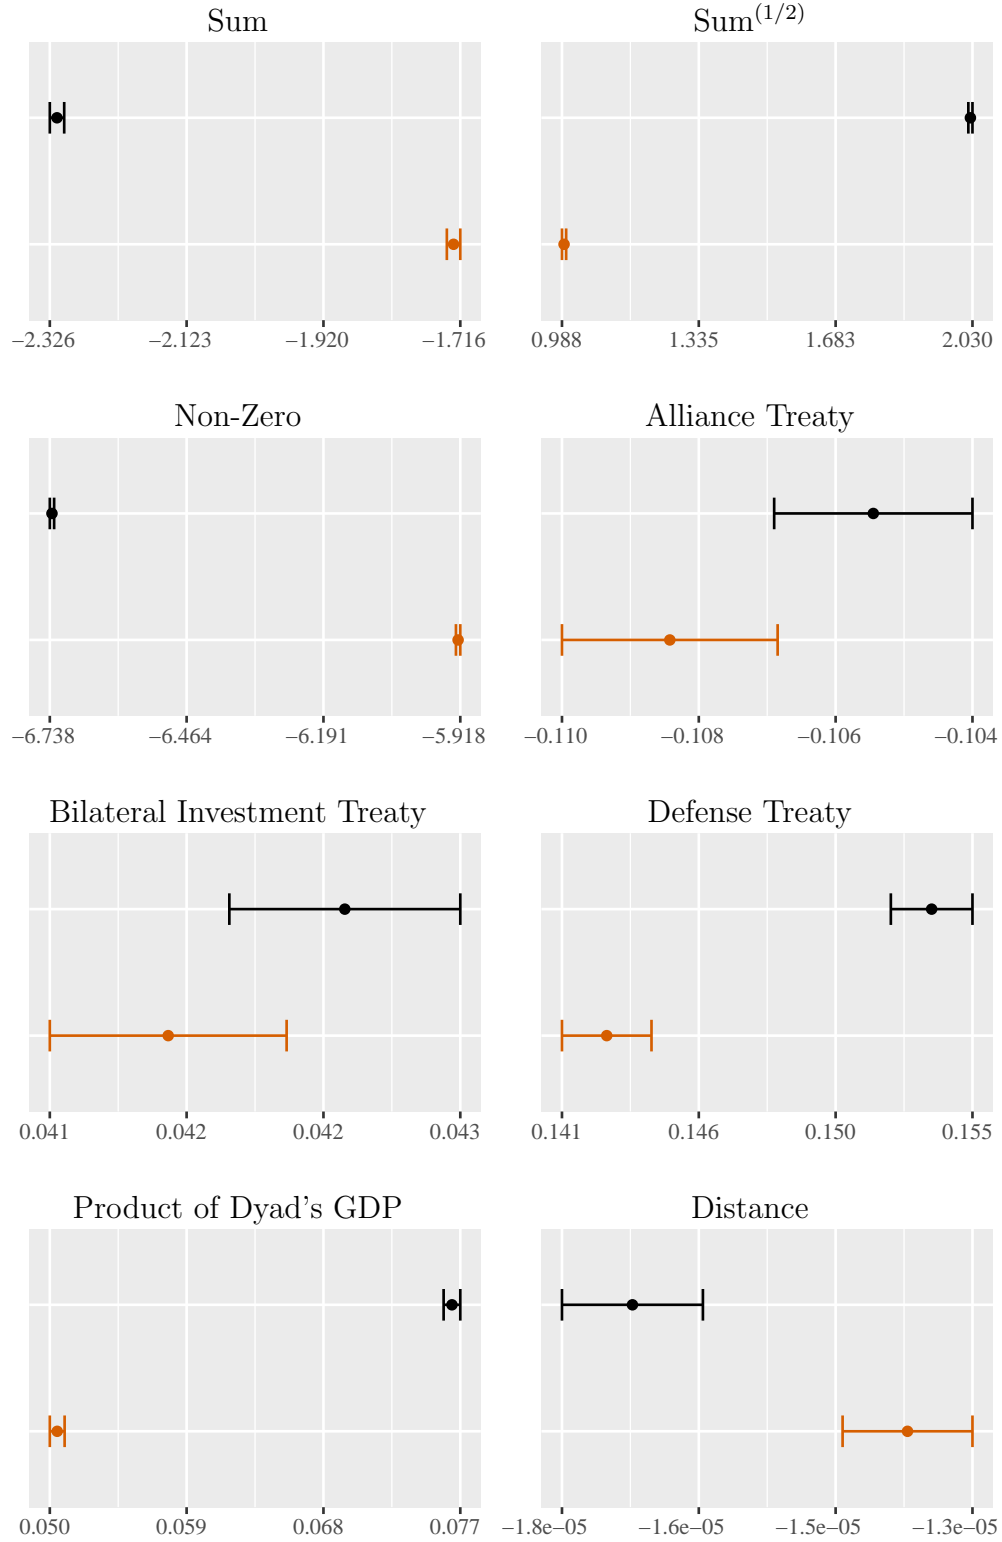 Sum
−2.326 −2.123 −1.920 −1.716
Sum^(1/2)
0.988 1.335 1.683 2.030
Non-Zero
−6.738 −6.464 −6.191 −5.918
Alliance Treaty
−0.110 −0.108 −0.106 −0.104
Bilateral Investment Treaty
0.041 0.042 0.042 0.043
Defense Treaty
0.141 0.146 0.150 0.155
Product of Dyad's GDP
0.050 0.059 0.068 0.077
Distance
−1.8e−05 −1.6e−05 −1.5e−05 −1.3e−05